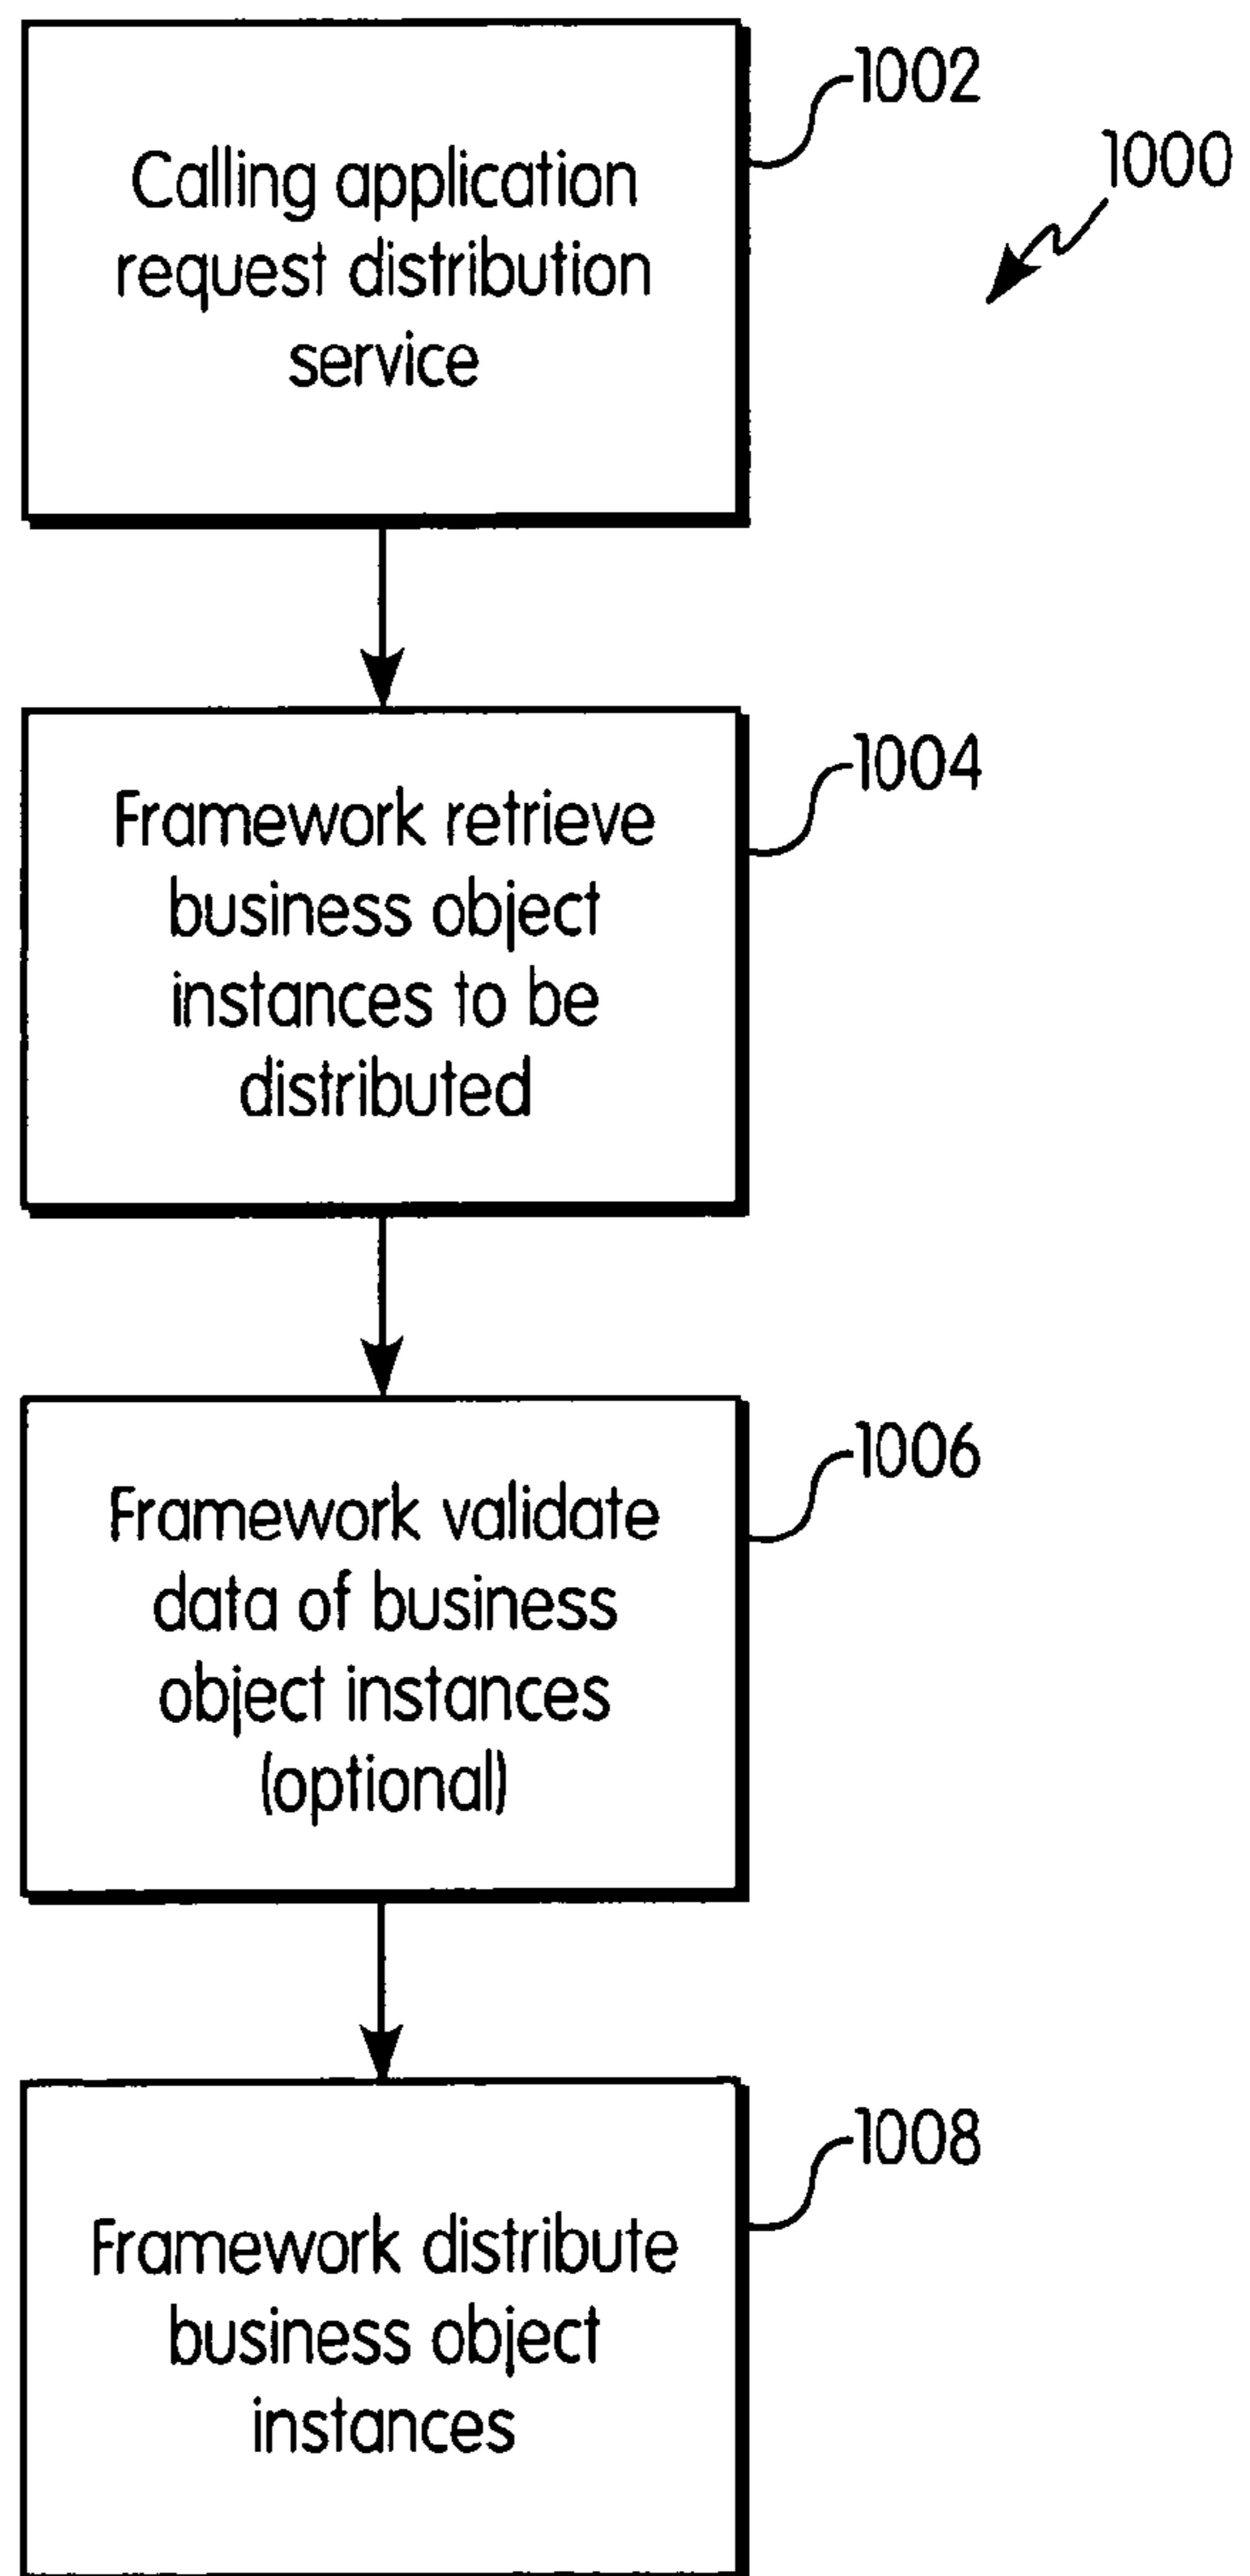 Calling application
request distribution
service
1002
1000
Framework retrieve
business object
instances to be
distributed
1004
Framework validate
data of business
object instances
(optional)
1006
Framework distribute
business object
instances
1008